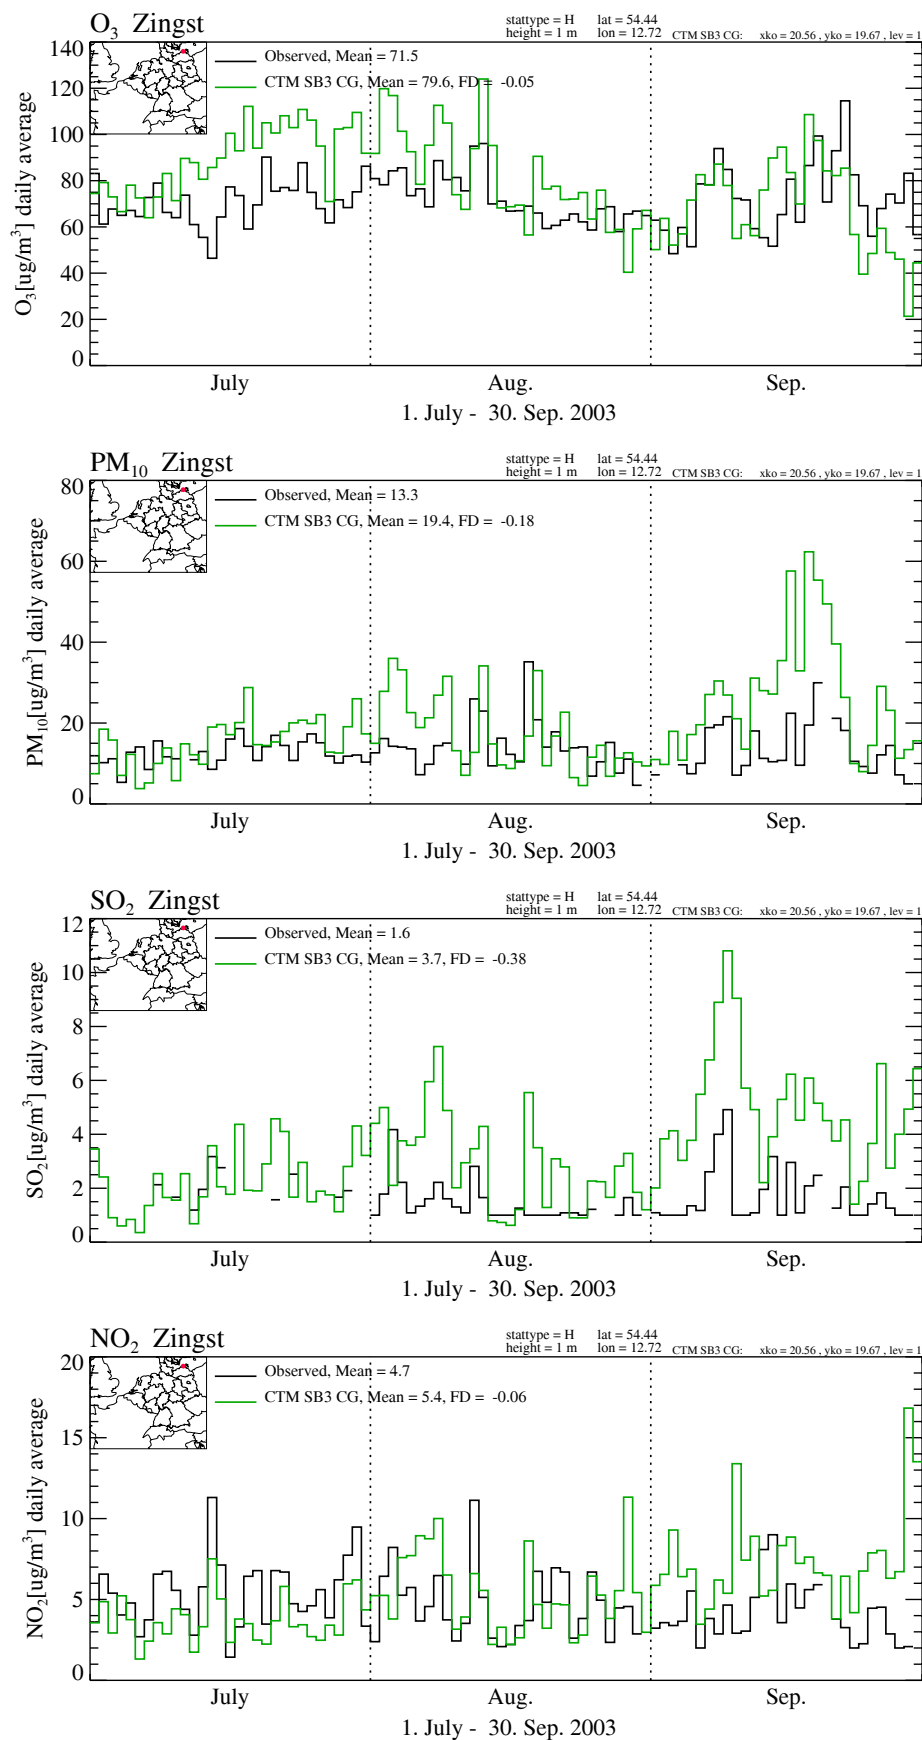 O3 Zingst
stattype = H lat = 54.44
height = 1 m lon = 12.72 CTM SB3 CG: xko = 20.56 , yko = 19.67 , lev = 1
Observed, Mean = 71.5
CTM SB3 CG, Mean = 79.6, FD = -0.05
140
120
100
80
60
40
20
0
O3[ug/m3] daily average
July Aug. Sep.
1. July - 30. Sep. 2003
PM10 Zingst
stattype = H lat = 54.44
height = 1 m lon = 12.72 CTM SB3 CG: xko = 20.56 , yko = 19.67 , lev = 1
Observed, Mean = 13.3
CTM SB3 CG, Mean = 19.4, FD = -0.18
80
60
40
20
0
PM10[ug/m3] daily average
July Aug. Sep.
1. July - 30. Sep. 2003
SO2 Zingst
stattype = H lat = 54.44
height = 1 m lon = 12.72 CTM SB3 CG: xko = 20.56 , yko = 19.67 , lev = 1
Observed, Mean = 1.6
CTM SB3 CG, Mean = 3.7, FD = -0.38
12
10
8
6
4
2
0
SO2[ug/m3] daily average
July Aug. Sep.
1. July - 30. Sep. 2003
NO2 Zingst
stattype = H lat = 54.44
height = 1 m lon = 12.72 CTM SB3 CG: xko = 20.56 , yko = 19.67 , lev = 1
Observed, Mean = 4.7
CTM SB3 CG, Mean = 5.4, FD = -0.06
20
15
10
5
0
NO2[ug/m3] daily average
July Aug. Sep.
1. July - 30. Sep. 2003